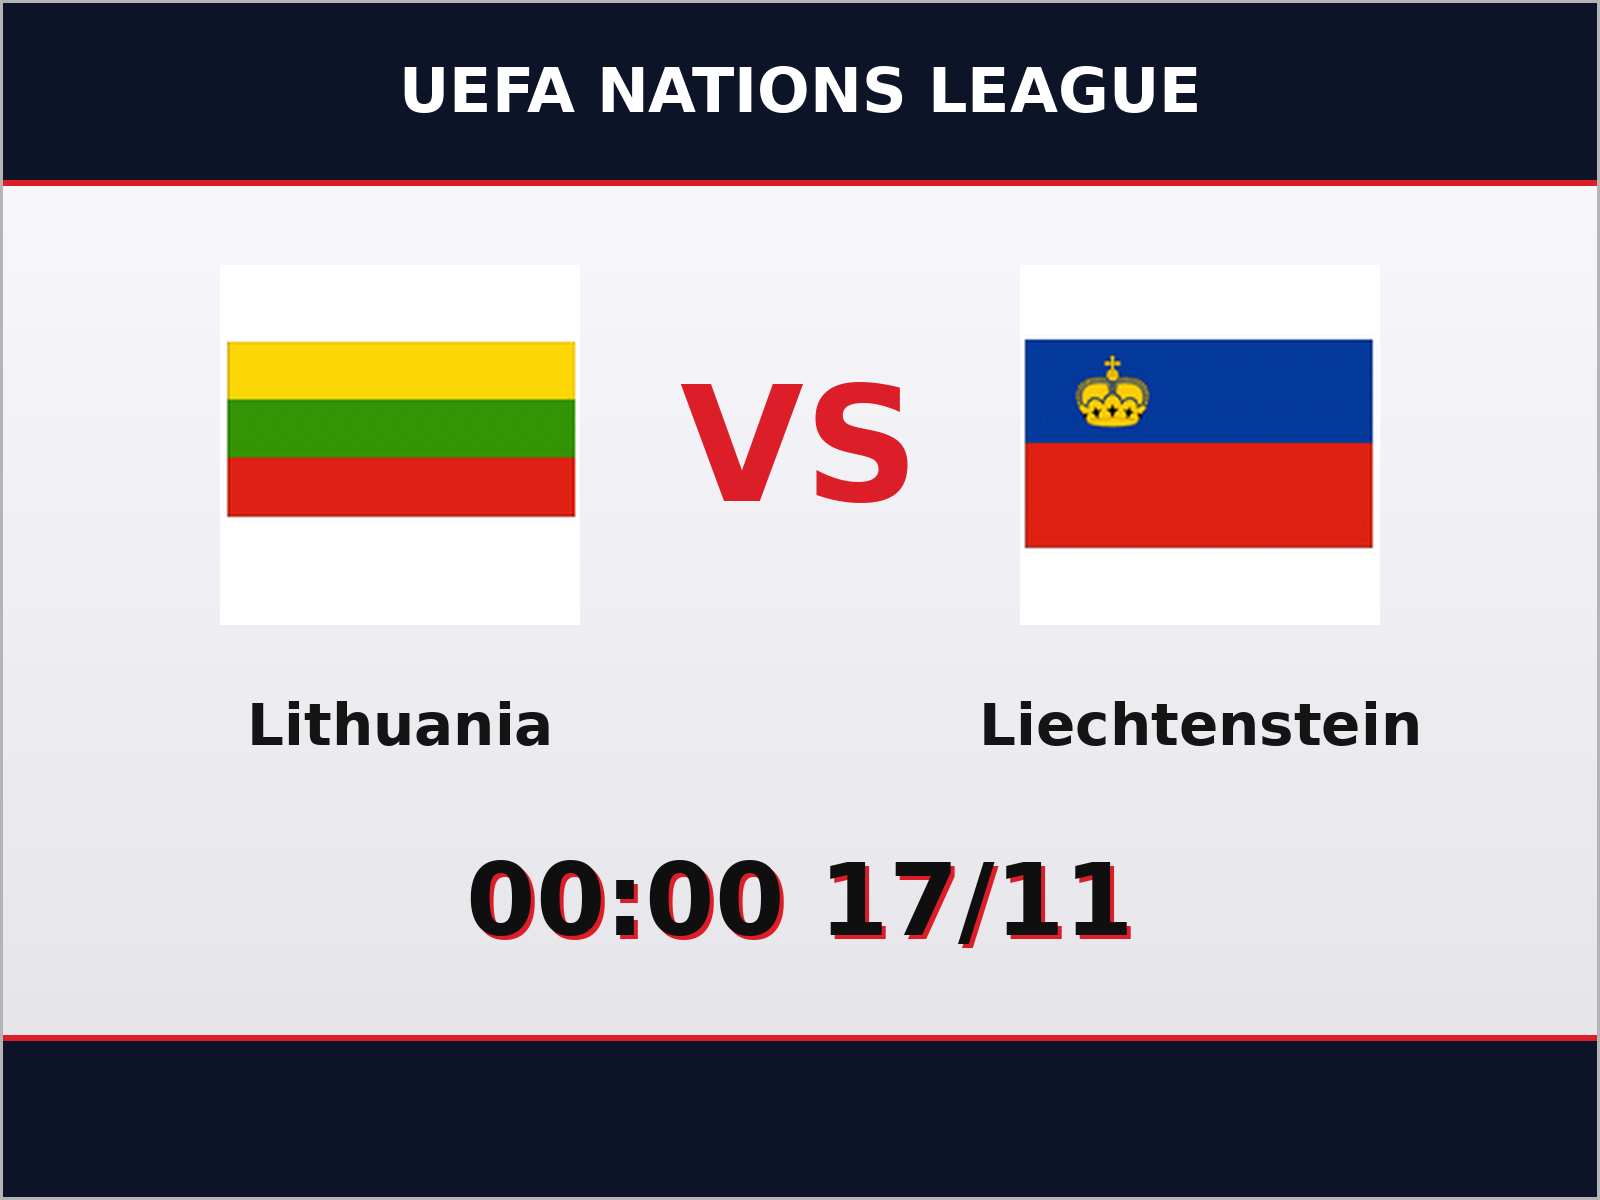 UEFA NATIONS LEAGUE
VS
Lithuania
Liechtenstein
00:00 17/11